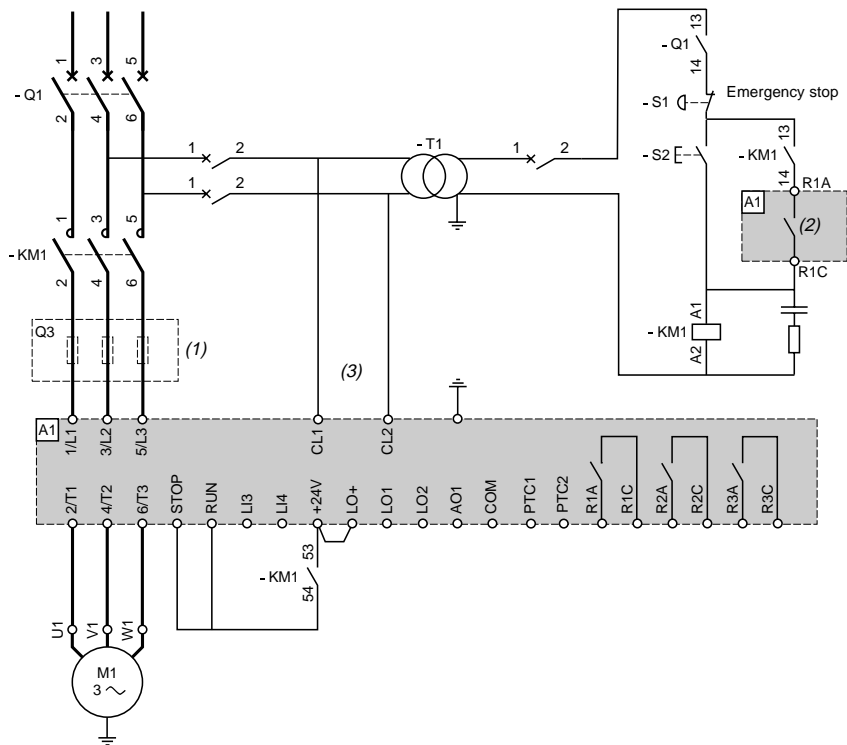 1 3 5
- Q1
2 4 6
1 2
1 2
- T1
1 2
13
- Q1
14
- S1
Emergency stop
- S2
13
- KM1
14
R1A
A1
(2)
R1C
A1
- KM1
A2
1 3 5
- KM1
2 4 6
Q3
(1)
(3)
A1
1/L1 3/L2 5/L3 CL1 CL2
2/T1 4/T2 6/T3 STOP RUN LI3 LI4 +24V LO+ LO1 LO2 AO1 COM PTC1 PTC2 R1A R1C R2A R2C R3A R3C
53
- KM1
54
U1 V1 W1
M1
3